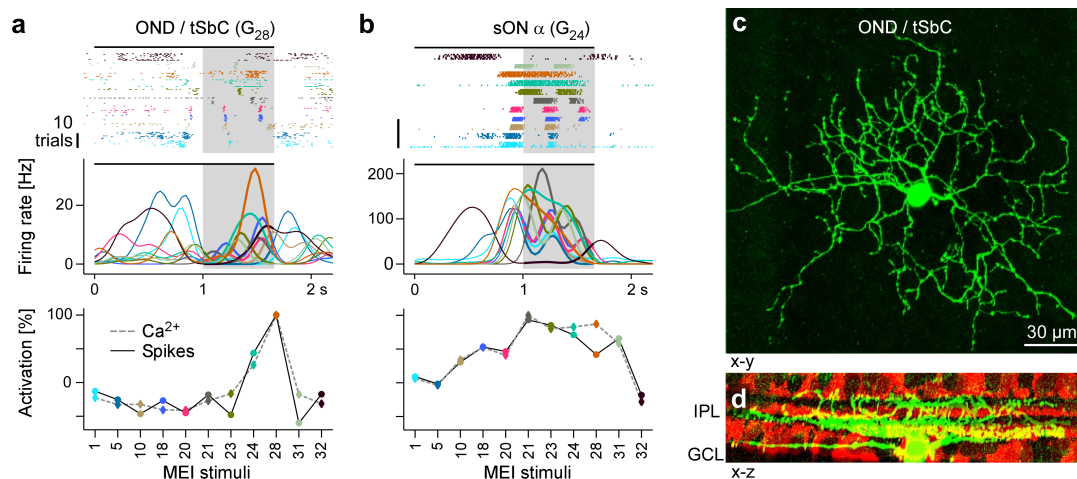 a
OND / tSbC (G28)
10
trials
Firing rate [Hz]
20
0
0
1
2 s
Activation [%]
100
0
Ca2+
Spikes
1
5
10
18
20
21
23
24
28
31
32
MEI stimuli
b
sON α (G24)
200
100
0
0
1
2 s
1
5
10
18
20
21
23
24
28
31
32
MEI stimuli
c
OND / tSbC
30 µm
x-y
d
IPL
GCL
x-z